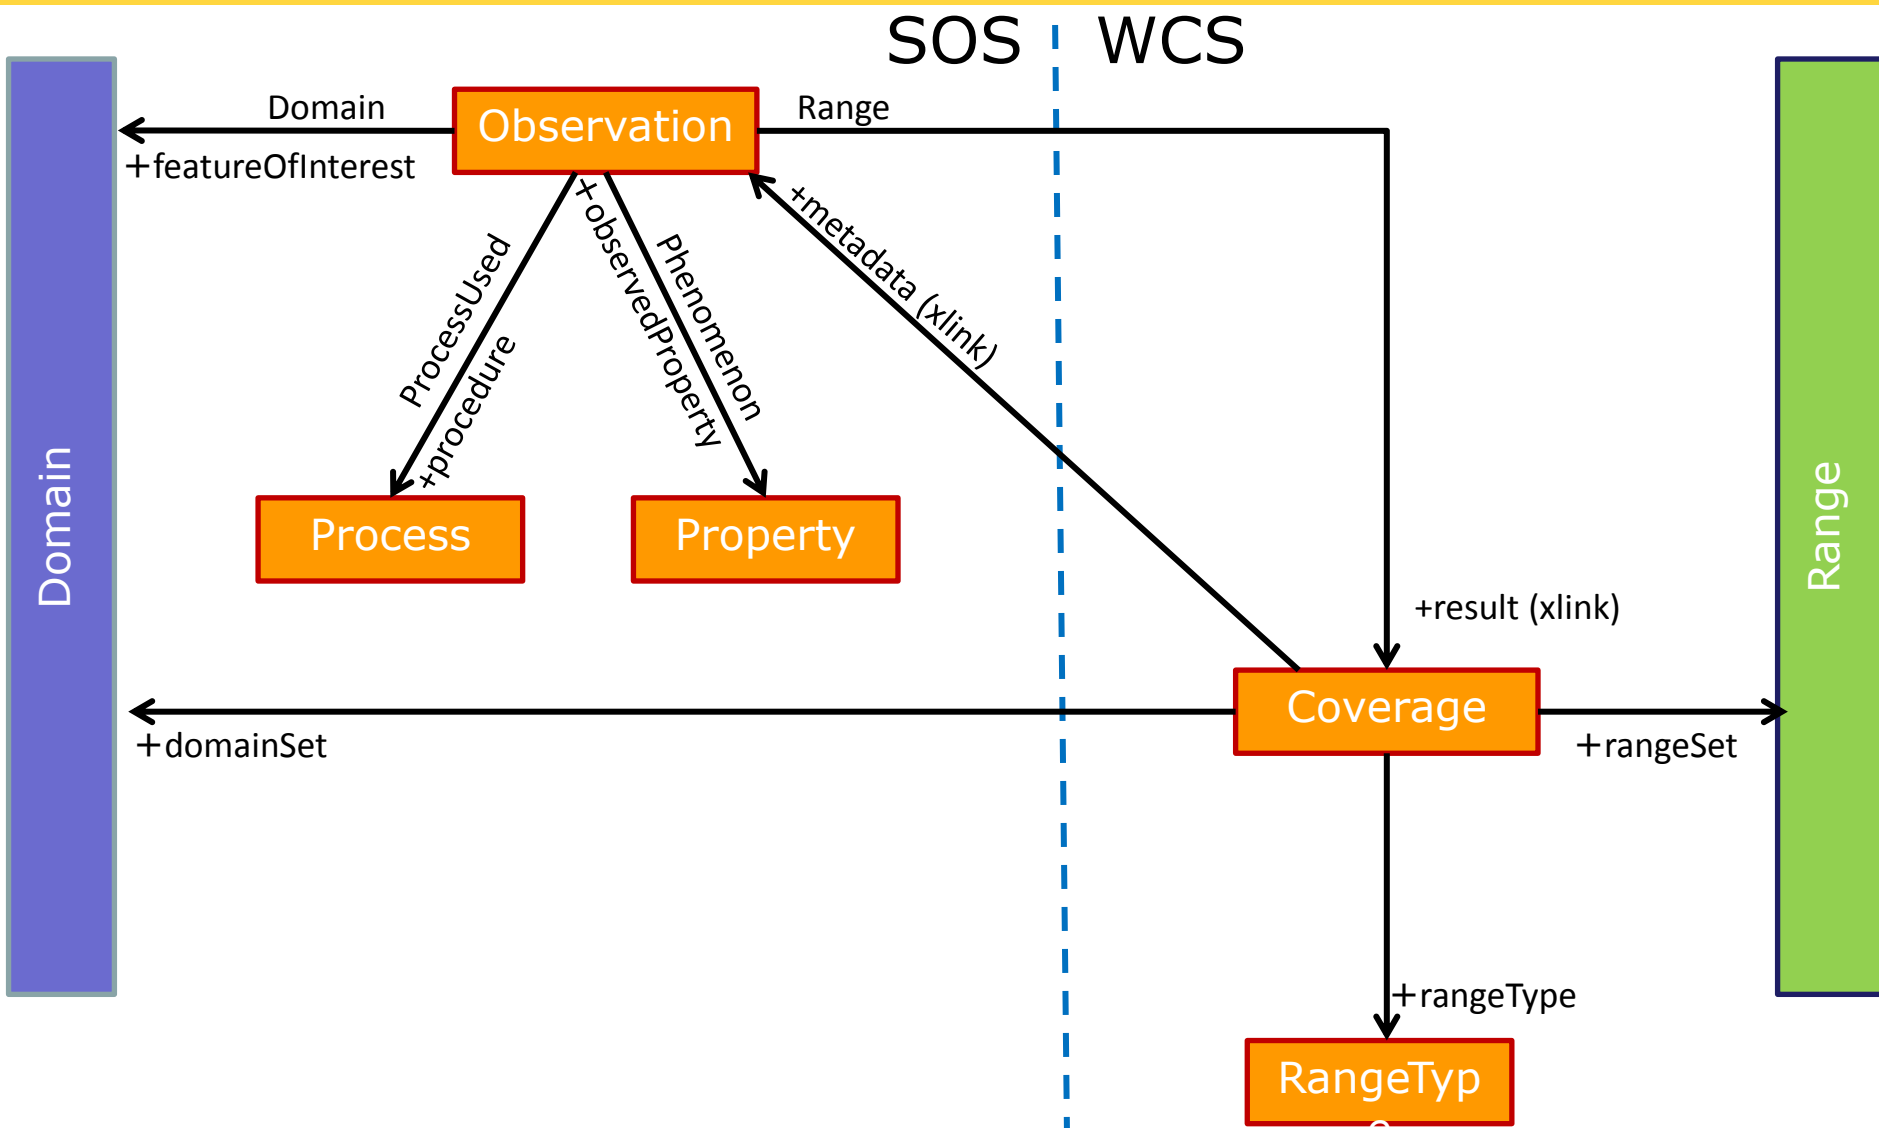 SOS
WCS
Domain
Observation
Range
+featureOfInterest
+metadata (xlink)
ProcessUsed
+procedure
+observedProperty
Phenomenon
Domain
Range
Process
Property
+result (xlink)
Coverage
+domainSet
+rangeSet
+rangeType
RangeTyp
e